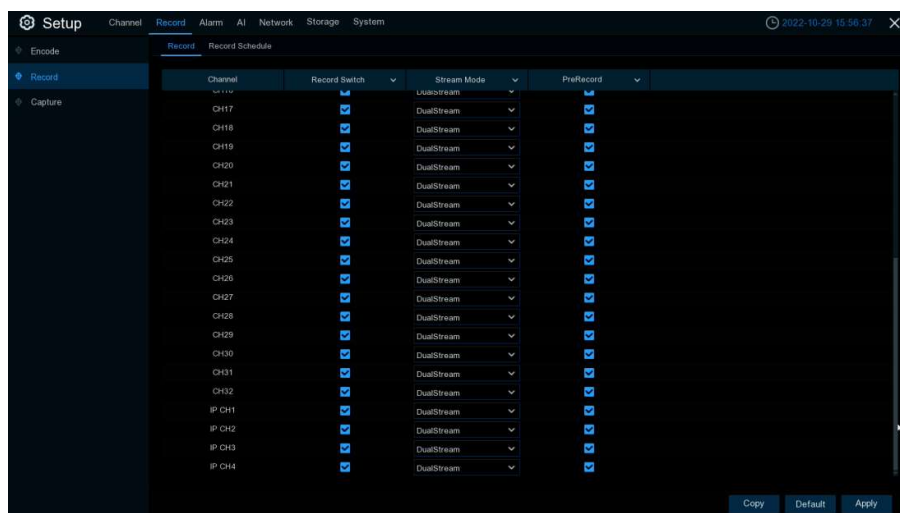 Setup Channel Record Alarm AI Network Storage System 2022-10-29 15:56:37
Encode
Record
Capture
Record Record Schedule
Channel Record Switch Stream Mode PreRecord
CH16 DualStream
CH17 DualStream
CH18 DualStream
CH19 DualStream
CH20 DualStream
CH21 DualStream
CH22 DualStream
CH23 DualStream
CH24 DualStream
CH25 DualStream
CH26 DualStream
CH27 DualStream
CH28 DualStream
CH29 DualStream
CH30 DualStream
CH31 DualStream
CH32 DualStream
IP CH1 DualStream
IP CH2 DualStream
IP CH3 DualStream
IP CH4 DualStream
Copy Default Apply